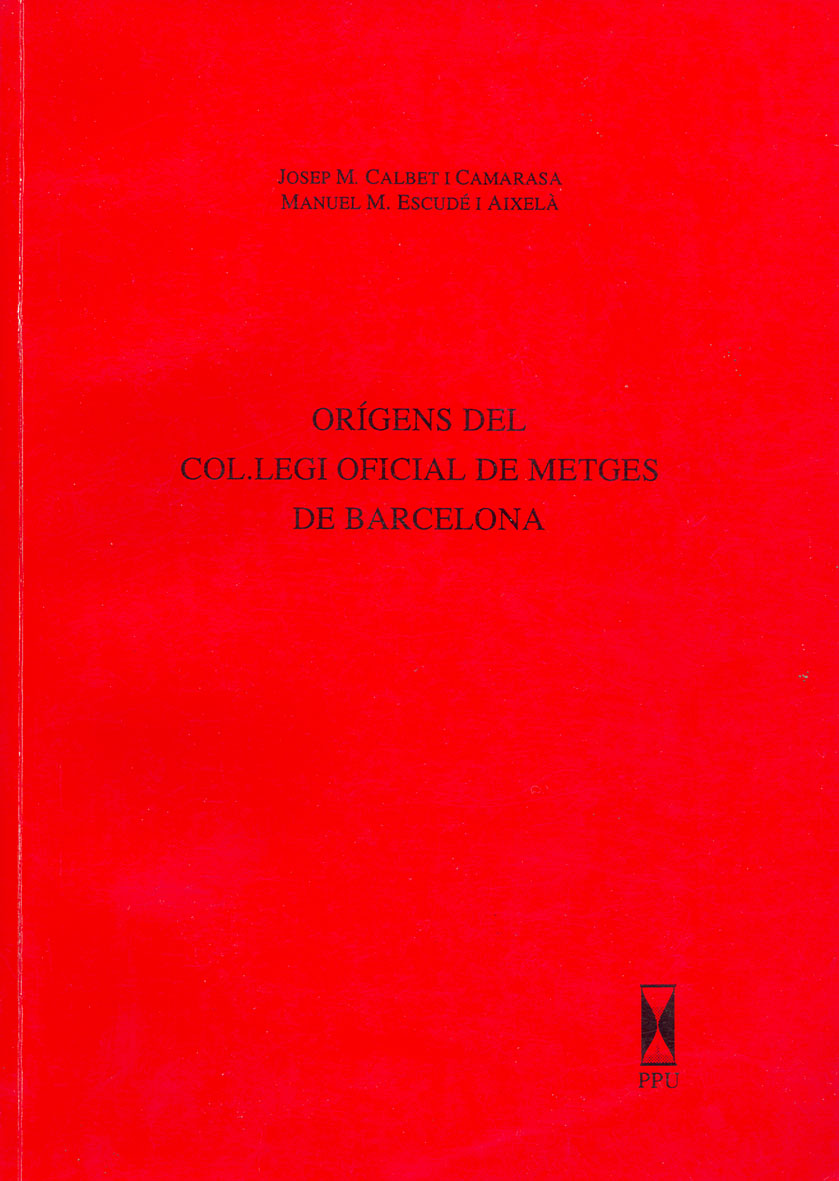 JOSEP M. CALBET I CAMARASA
MANUEL M. ESCUDÉ I AIXELÀ
ORÍGENS DEL
COL.LEGI OFICIAL DE METGES
DE BARCELONA
PPU